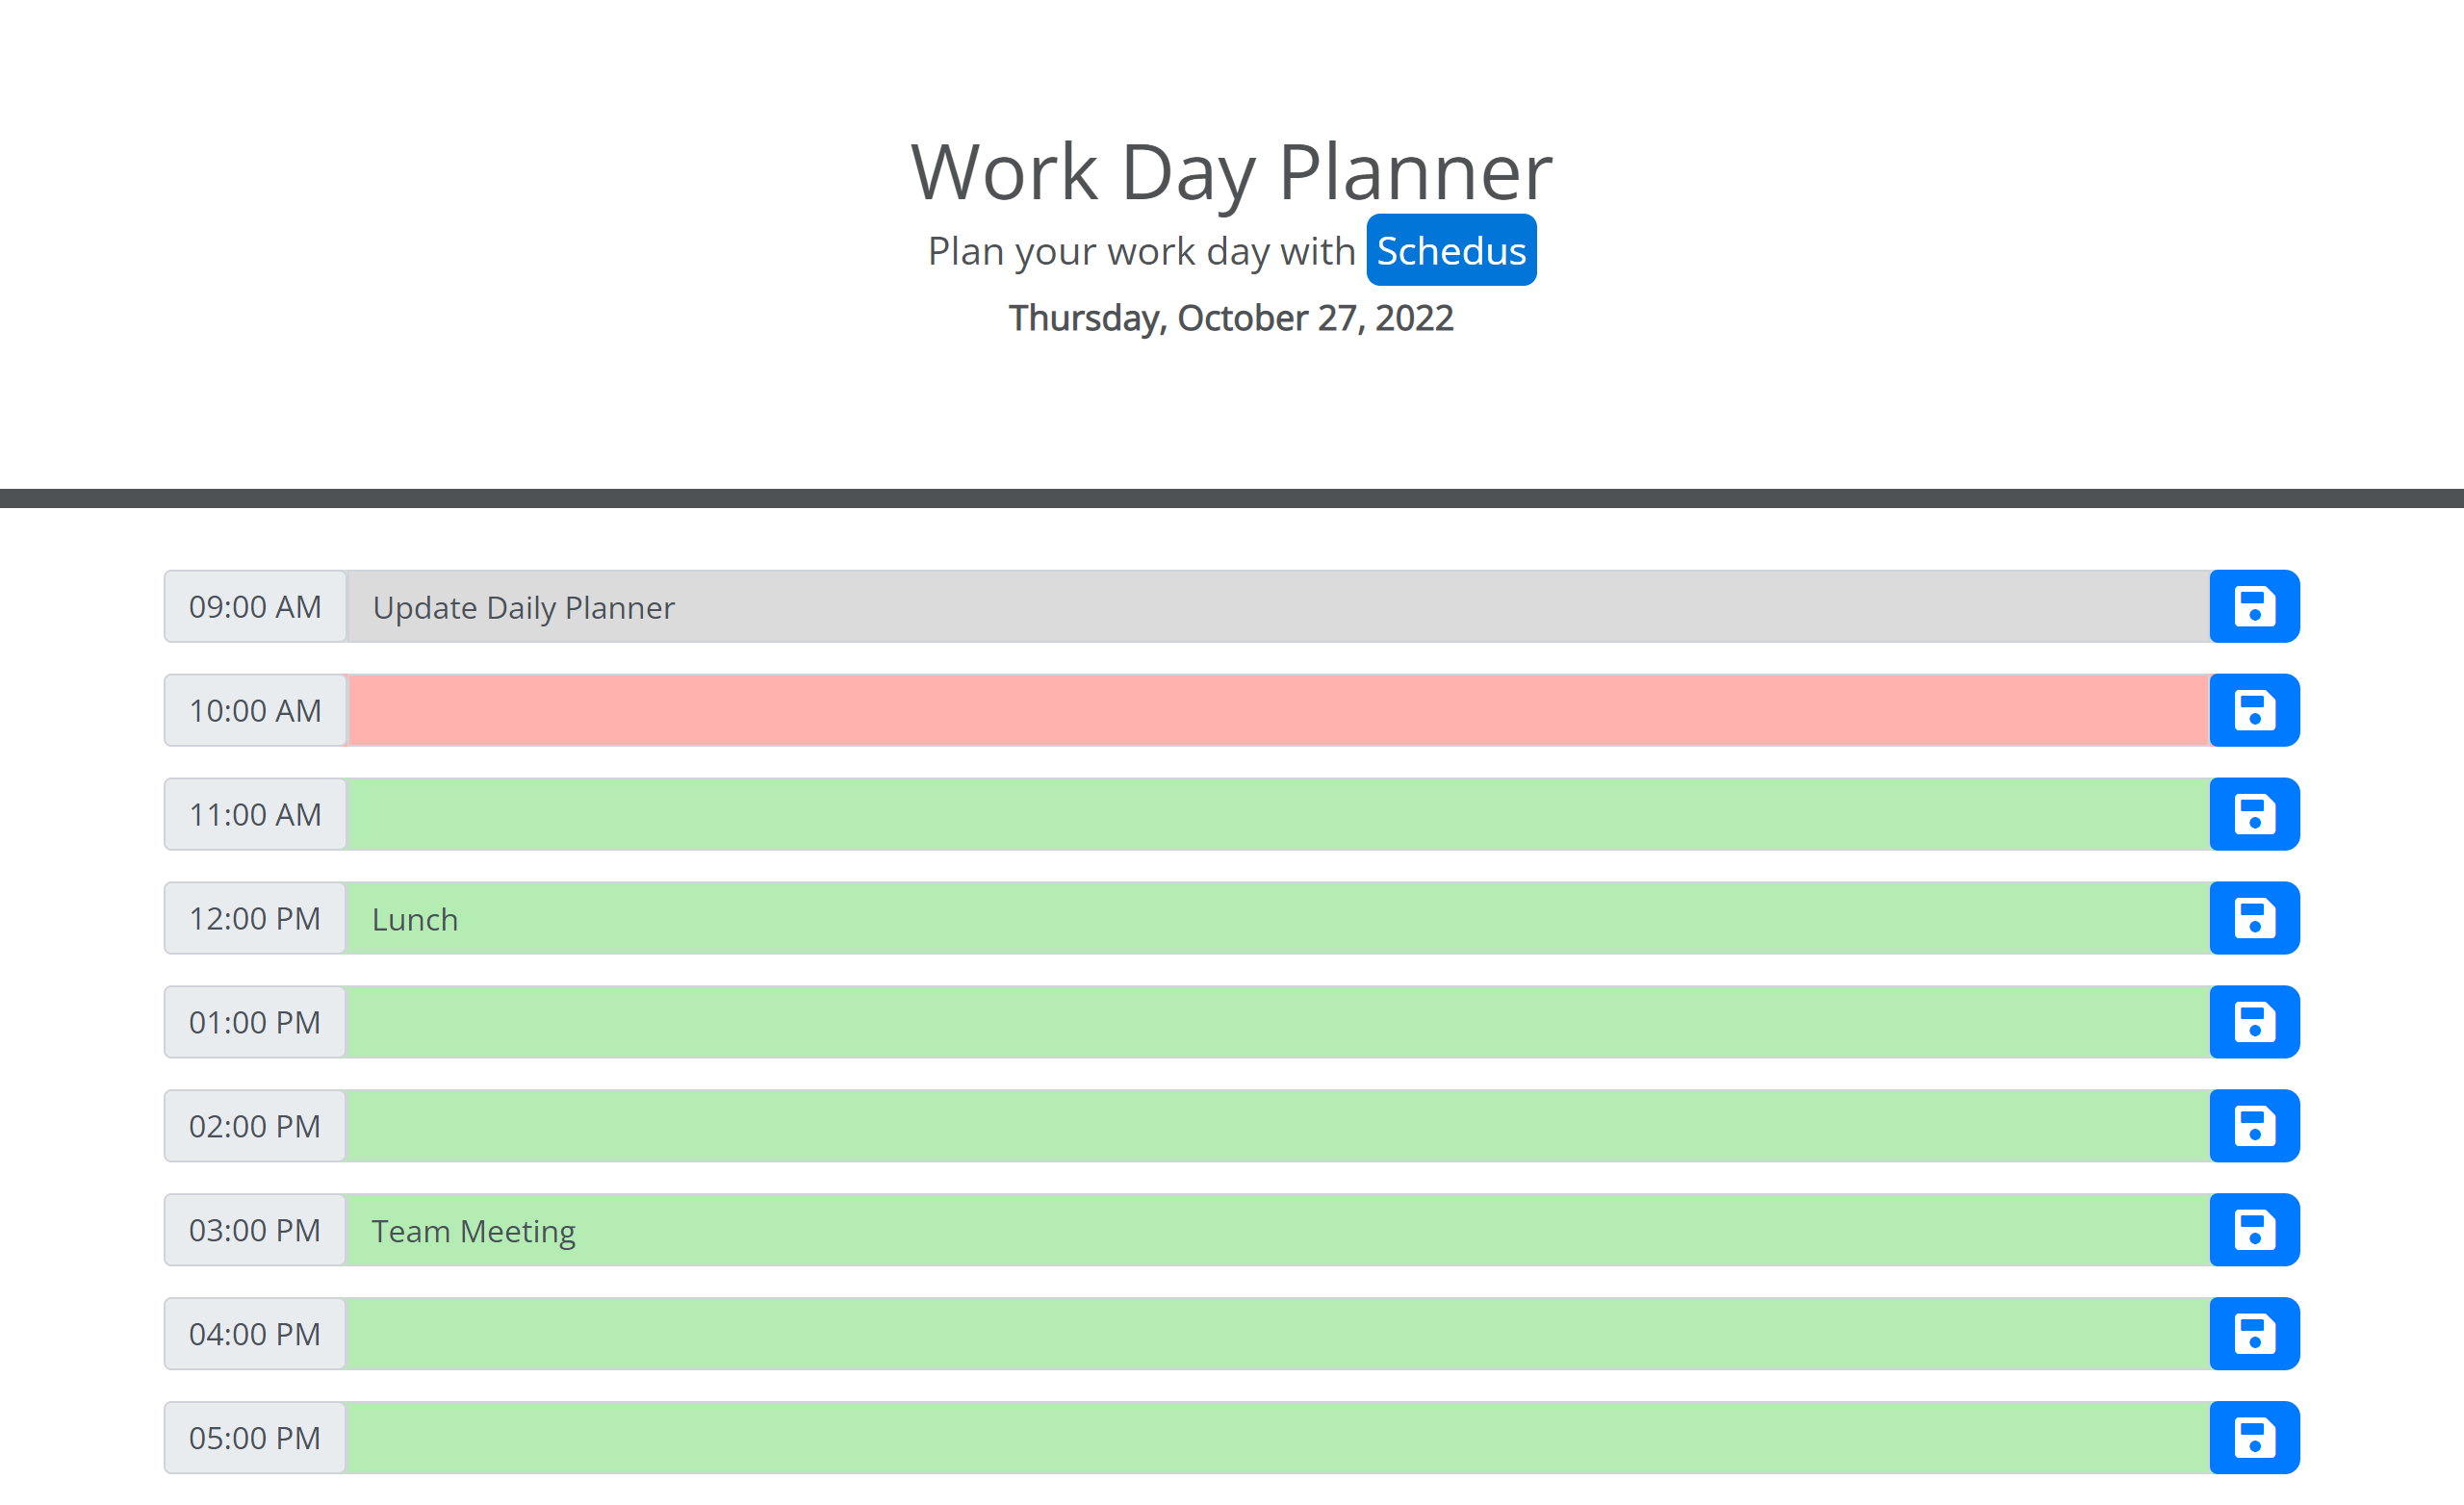 Work Day Planner
Plan your work day with Schedus
Thursday, October 27, 2022
09:00 AM Update Daily Planner
10:00 AM
11:00 AM
12:00 PM Lunch
01:00 PM
02:00 PM
03:00 PM Team Meeting
04:00 PM
05:00 PM